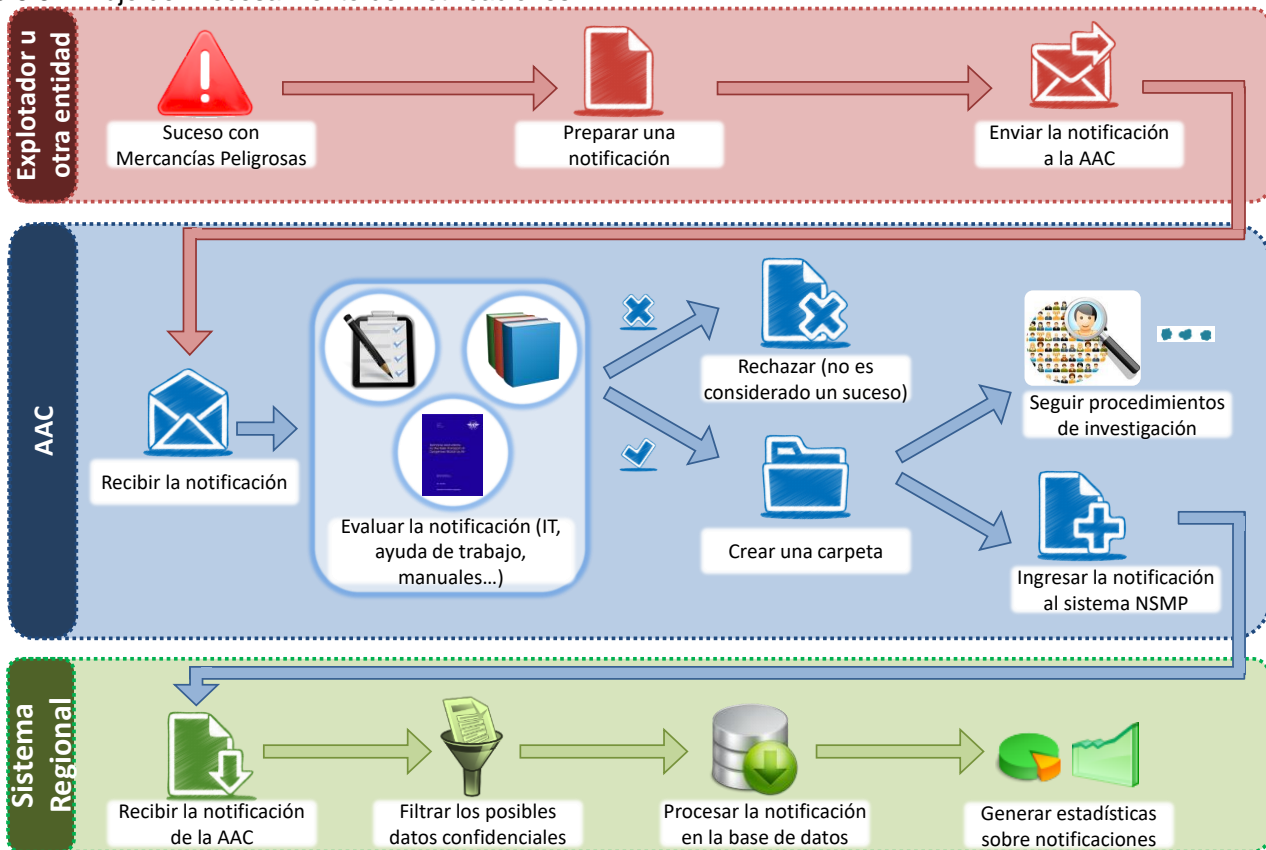 Explotador u
otra entidad
Suceso con
Mercancías Peligrosas
Preparar una
notificación
Enviar la notificación
a la AAC
AAC
Recibir la notificación
Evaluar la notificación (IT,
ayuda de trabajo,
manuales...)
Rechazar (no es
considerado un suceso)
Crear una carpeta
Seguir procedimientos
de investigación
Ingresar la notificación
al sistema NSMP
Sistema
Regional
Recibir la notificación
de la AAC
Filtrar los posibles
datos confidenciales
Procesar la notificación
en la base de datos
Generar estadísticas
sobre notificaciones